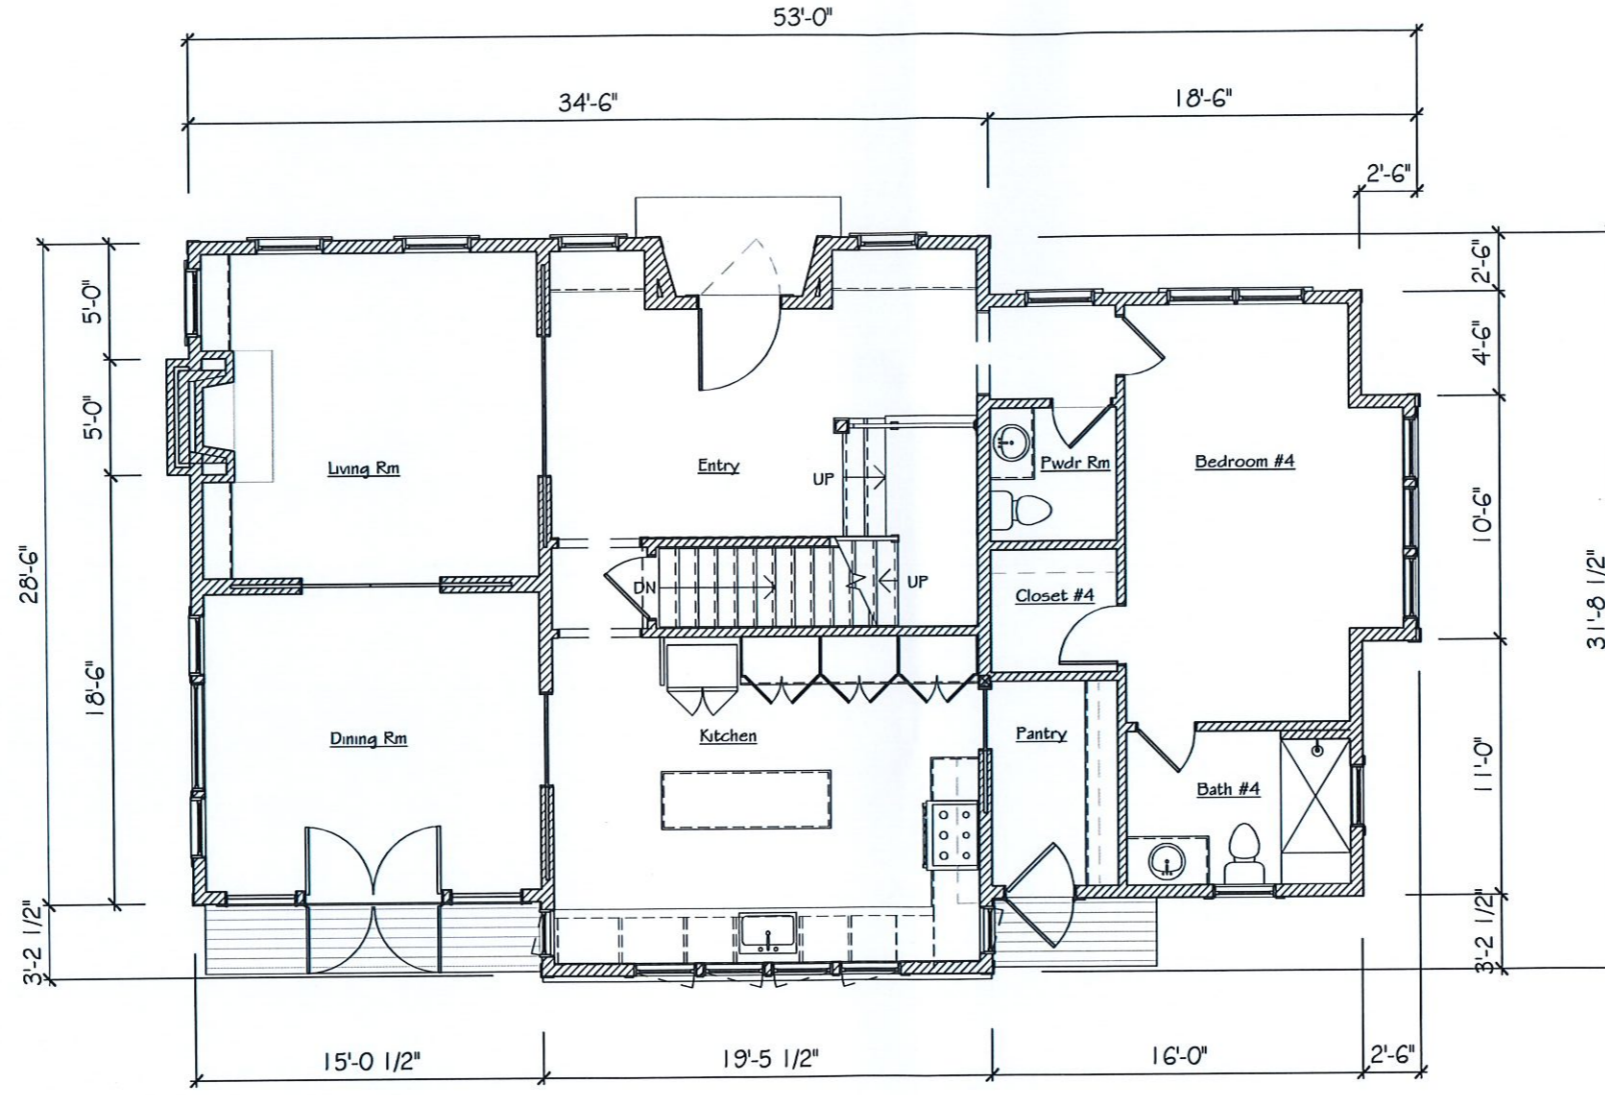 53'-0"
34'-6"
18'-6"
2'-6"
2'-6"
5'-0"
4'-6"
5'-0"
Living Rm
Entry
UP
Pwdr Rm
Bedroom #4
10'-6"
28'-6"
DN
UP
Closet #4
31'-8 1/2"
18'-6"
Dining Rm
Kitchen
Pantry
Bath #4
11'-0"
3'-2 1/2"
3'-2 1/2"
15'-0 1/2"
19'-5 1/2"
16'-0"
2'-6"